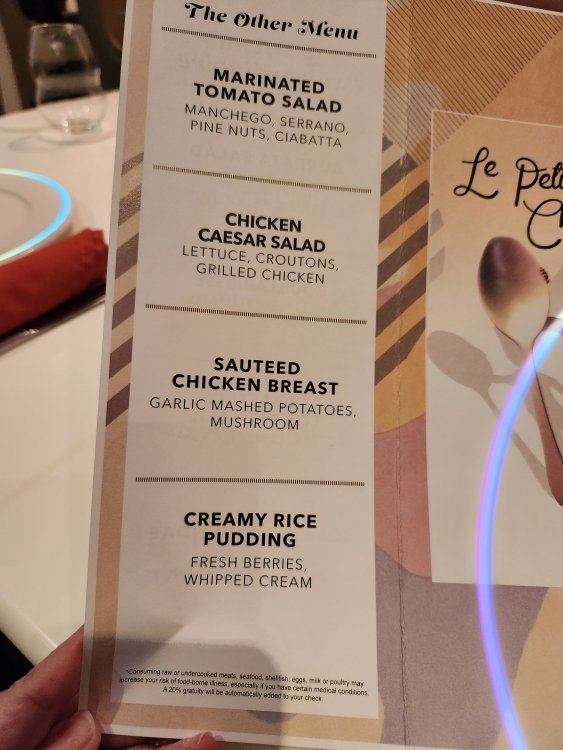 The Other Menu
MARINATED
TOMATO SALAD
MANCHEGO, SERRANO,
PINE NUTS, CIABATTA
CHICKEN
CAESAR SALAD
LETTUCE, CROUTONS,
GRILLED CHICKEN
SAUTEED
CHICKEN BREAST
GARLIC MASHED POTATOES,
MUSHROOM
CREAMY RICE
PUDDING
FRESH BERRIES,
WHIPPED CREAM
*Consuming raw or undercooked meats, seafood, shellfish, eggs, milk or poultry may
increase your risk of food-borne illness, especially if you have certain medical conditions.
A 20% gratuity will be automatically added to your check.
Le